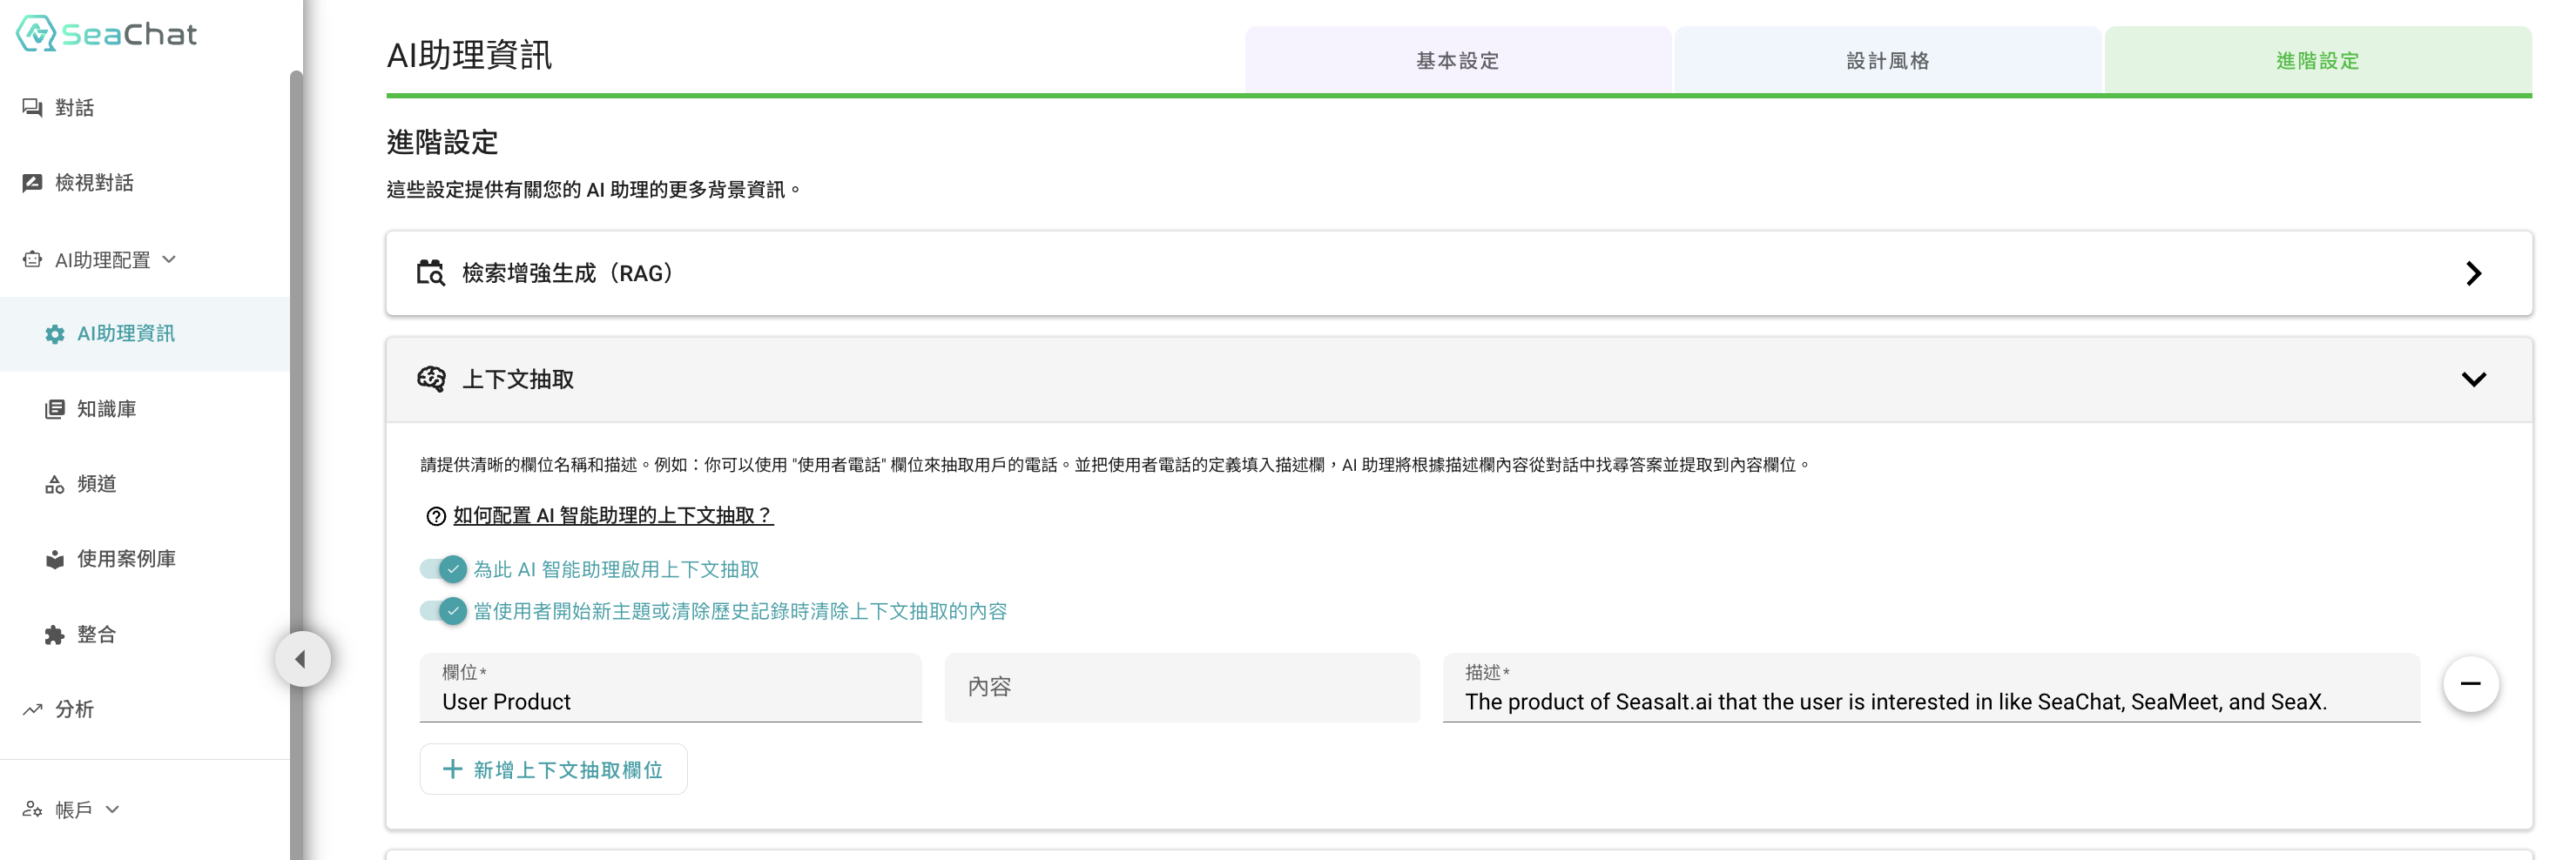 SeaChat
對話
檢視對話
AI助理配置
AI助理資訊
知識庫
頻道
使用案例庫
整合
分析
帳戶
AI助理資訊
基本設定
設計風格
進階設定
進階設定
這些設定提供有關您的 AI 助理的更多背景資訊。
檢索增強生成（RAG）
上下文抽取
請提供清晰的欄位名稱和描述。例如：你可以使用 "使用者電話" 欄位來抽取用戶的電話。並把使用者電話的定義填入描述欄，AI 助理將根據描述欄內容從對話中找尋答案並提取到內容欄位。
如何配置 AI 智能助理的上下文抽取？
為此 AI 智能助理啟用上下文抽取
當使用者開始新主題或清除歷史記錄時清除上下文抽取的內容
欄位*
User Product
內容
描述*
The product of Seasalt.ai that the user is interested in like SeaChat, SeaMeet, and SeaX.
新增上下文抽取欄位